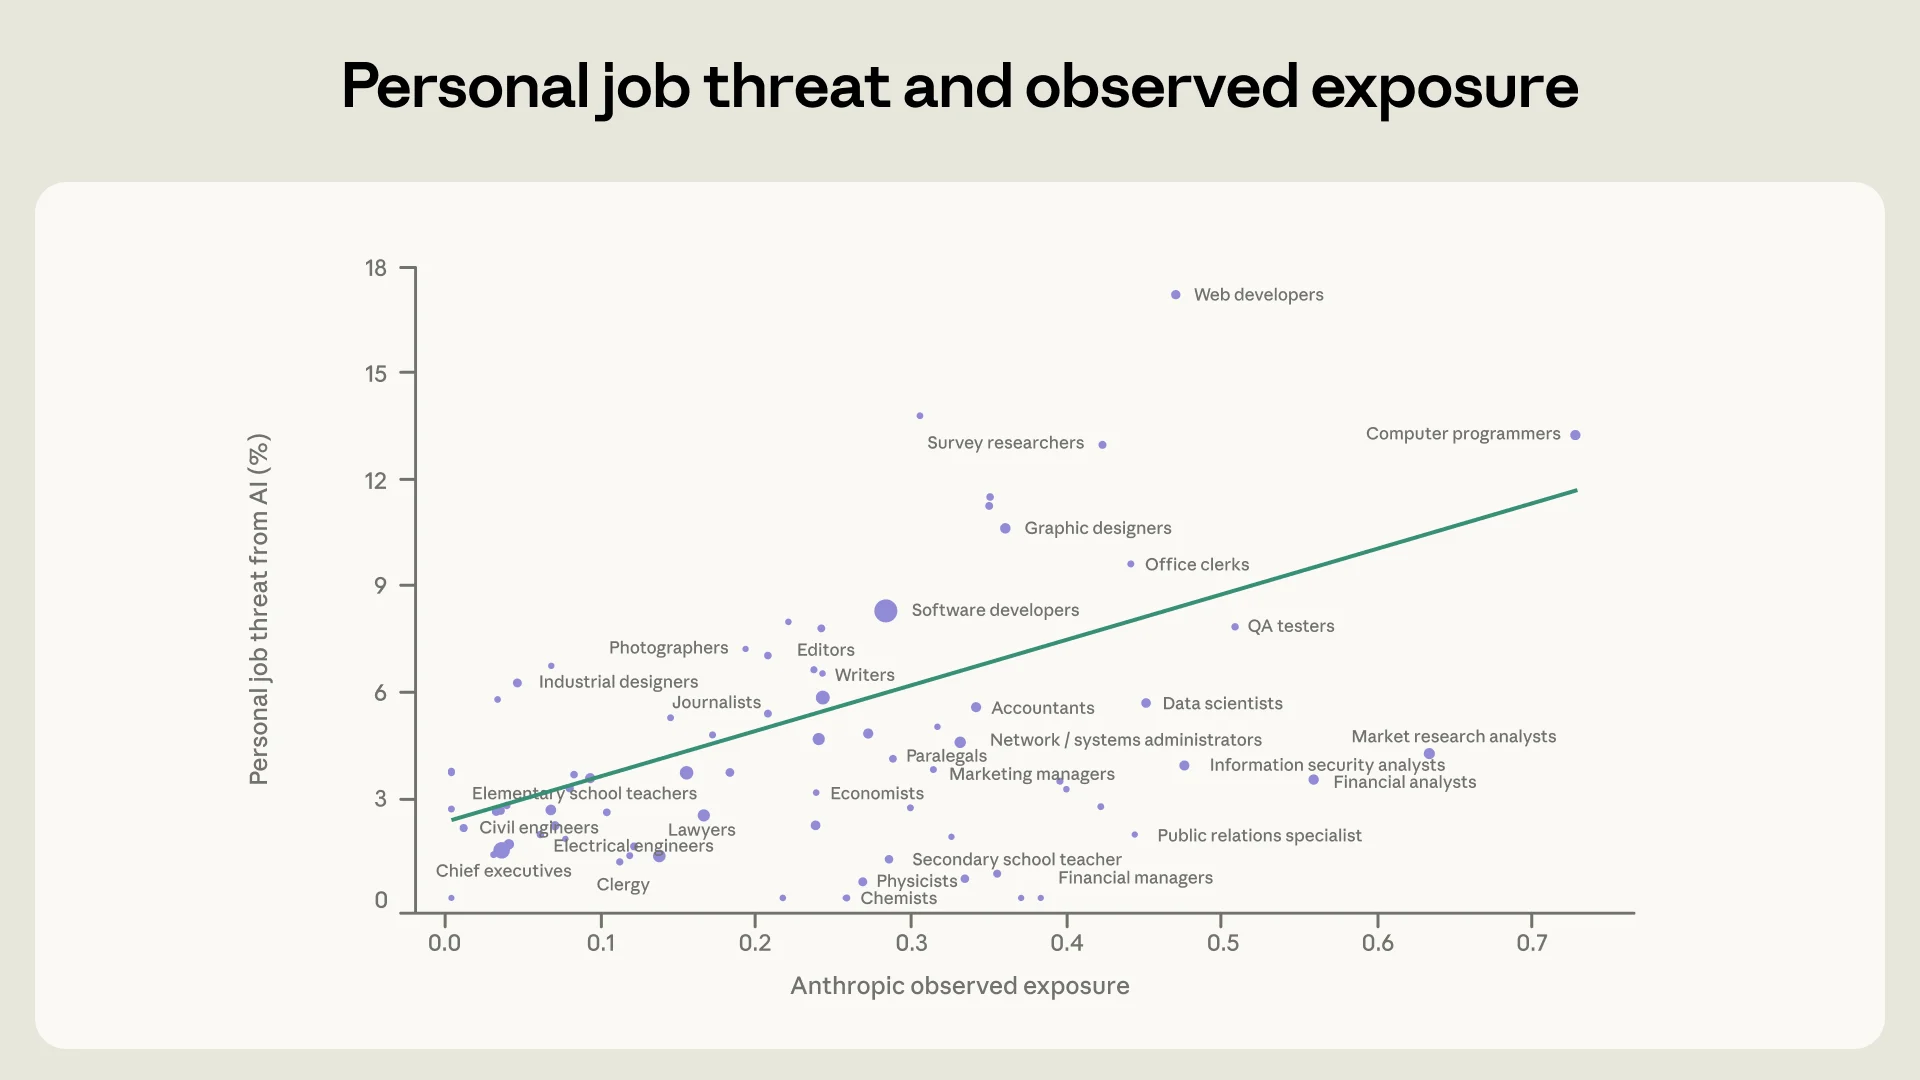 Personal job threat and observed exposure
18
Web developers
15
Computer programmers
Survey researchers
12
Graphic designers
Office clerks
9
Software developers
QA testers
Photographers
Editors
Writers
Industrial designers
6
Journalists
Data scientists
Accountants
Market research analysts
Network / systems administrators
Paralegals
Information security analysts
Marketing managers
Financial analysts
Elementary school teachers
Economists
3
Civil engineers
Lawyers
Public relations specialist
Electrical engineers
Secondary school teacher
Chief executives
Financial managers
Physicists
Clergy
Chemists
0
Personal job threat from AI (%)
0.0 0.1 0.2 0.3 0.4 0.5 0.6 0.7
Anthropic observed exposure